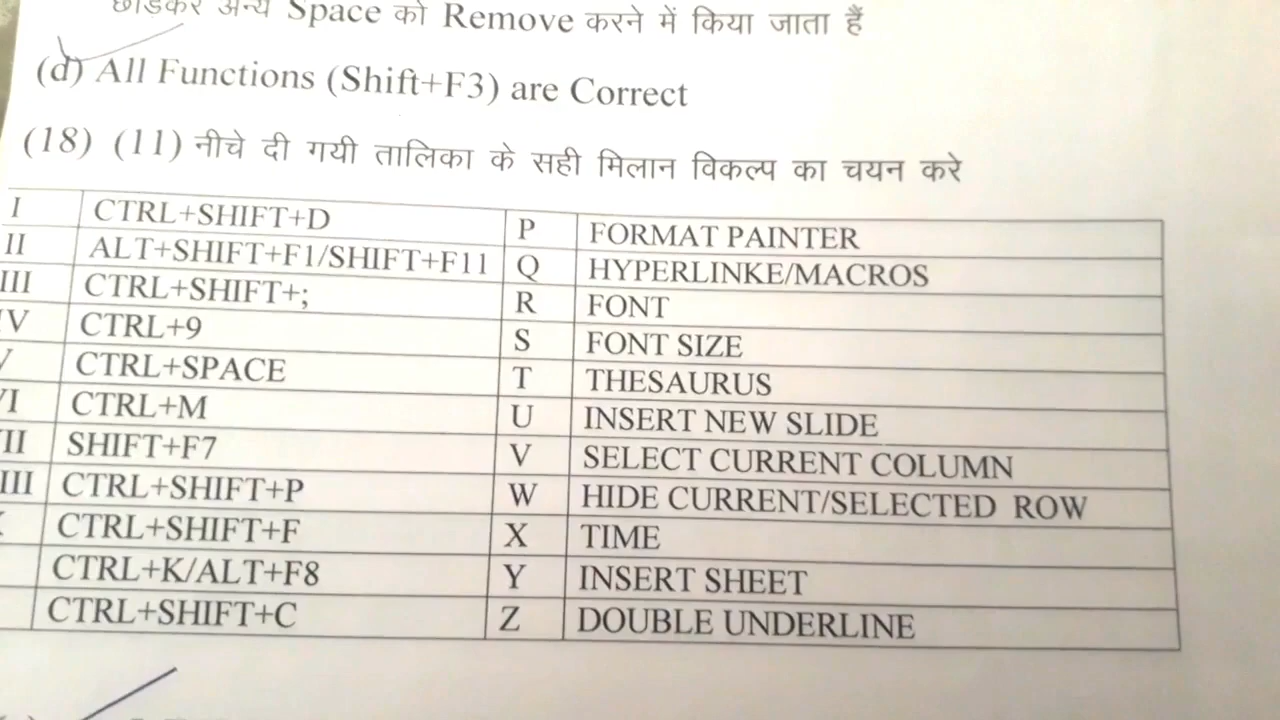 छोड़कर अन्य Space को Remove करने में किया जाता हैं
(d) All Functions (Shift+F3) are Correct
(18) (11) नीचे दी गयी तालिका के सही मिलान विकल्प का चयन करे
I CTRL+SHIFT+D P FORMAT PAINTER
II ALT+SHIFT+F1/SHIFT+F11 Q HYPERLINKE/MACROS
III CTRL+SHIFT+; R FONT
IV CTRL+9 S FONT SIZE
V CTRL+SPACE T THESAURUS
VI CTRL+M U INSERT NEW SLIDE
VII SHIFT+F7 V SELECT CURRENT COLUMN
III CTRL+SHIFT+P W HIDE CURRENT/SELECTED ROW
CTRL+SHIFT+F X TIME
CTRL+K/ALT+F8 Y INSERT SHEET
CTRL+SHIFT+C Z DOUBLE UNDERLINE